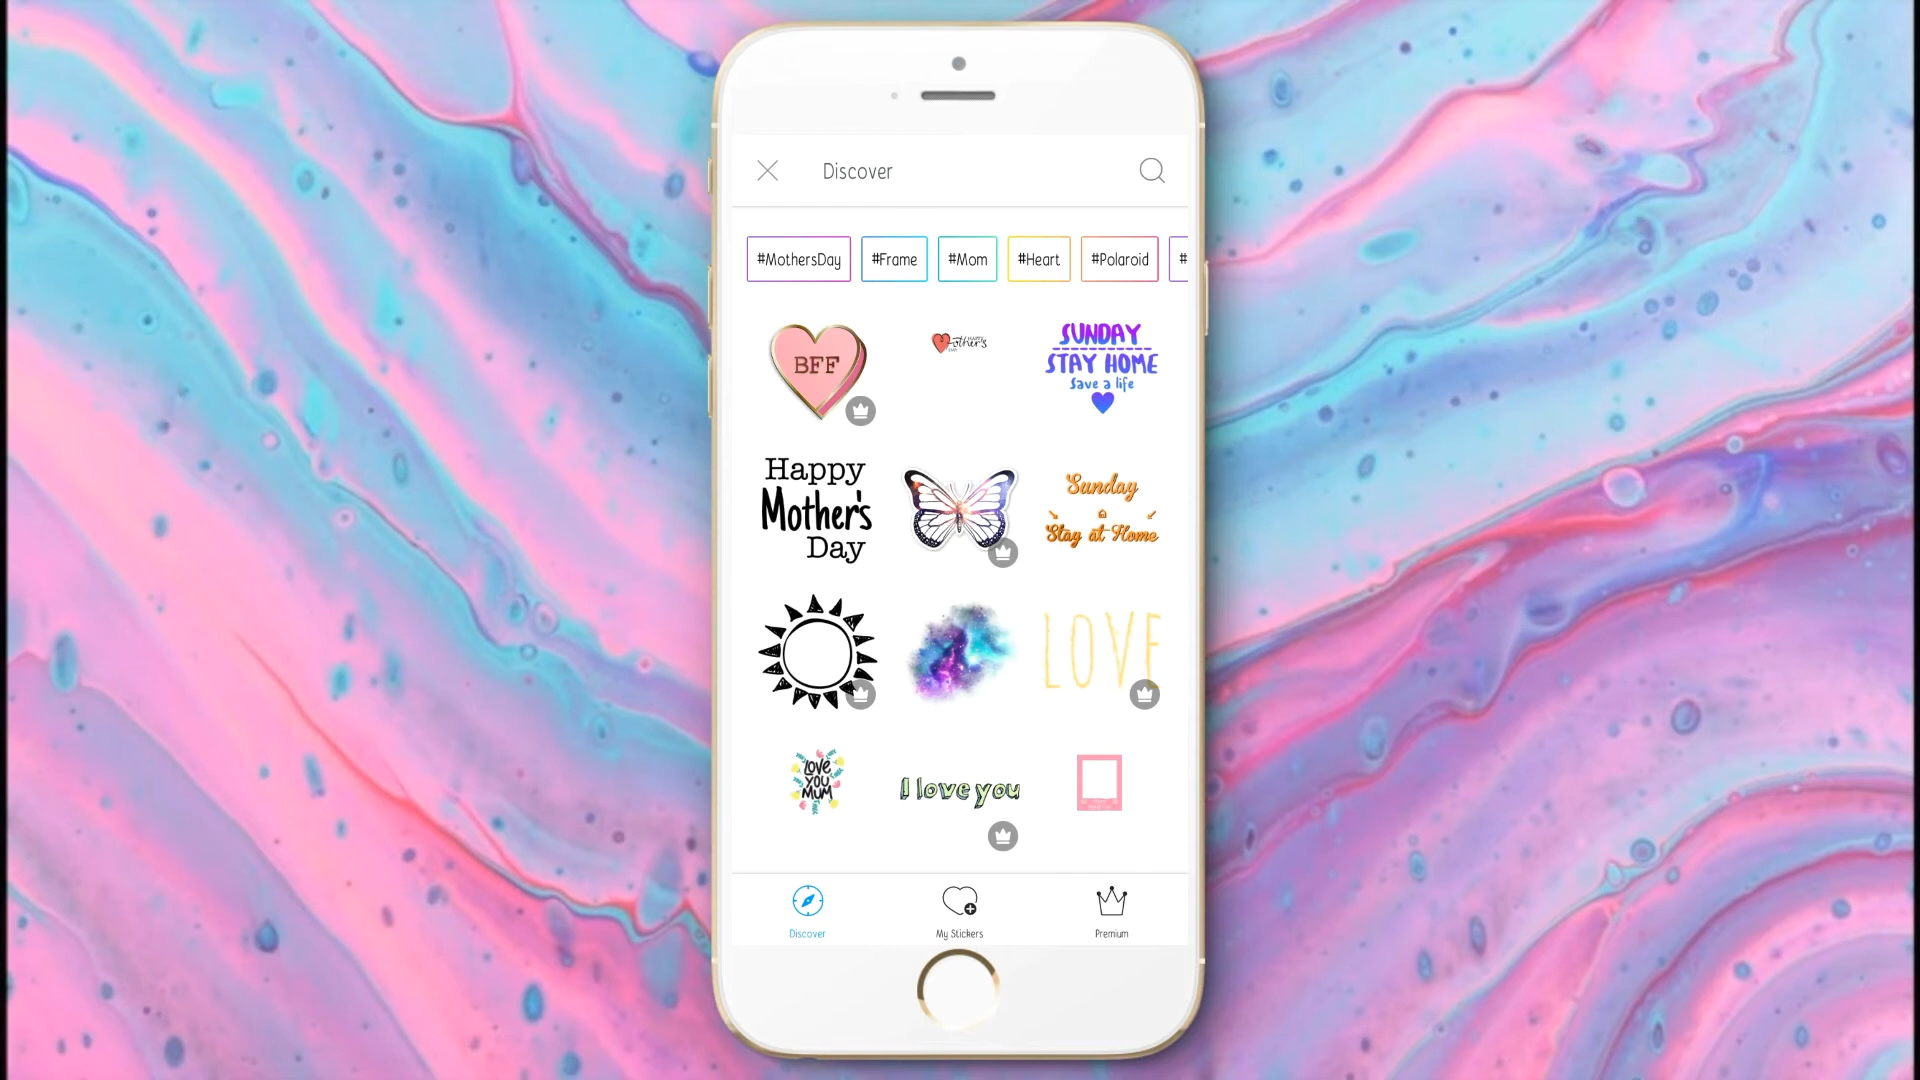 Discover
#MothersDay
#Frame
#Mom
#Heart
#Polaroid
#
BFF
other's
SUNDAY
STAY HOME
Save a life
Happy
Mother's
Day
Sunday
Stay at Home
LOVE
LOVE
YOU
MUM
I love you
Discover
My Stickers
Premium